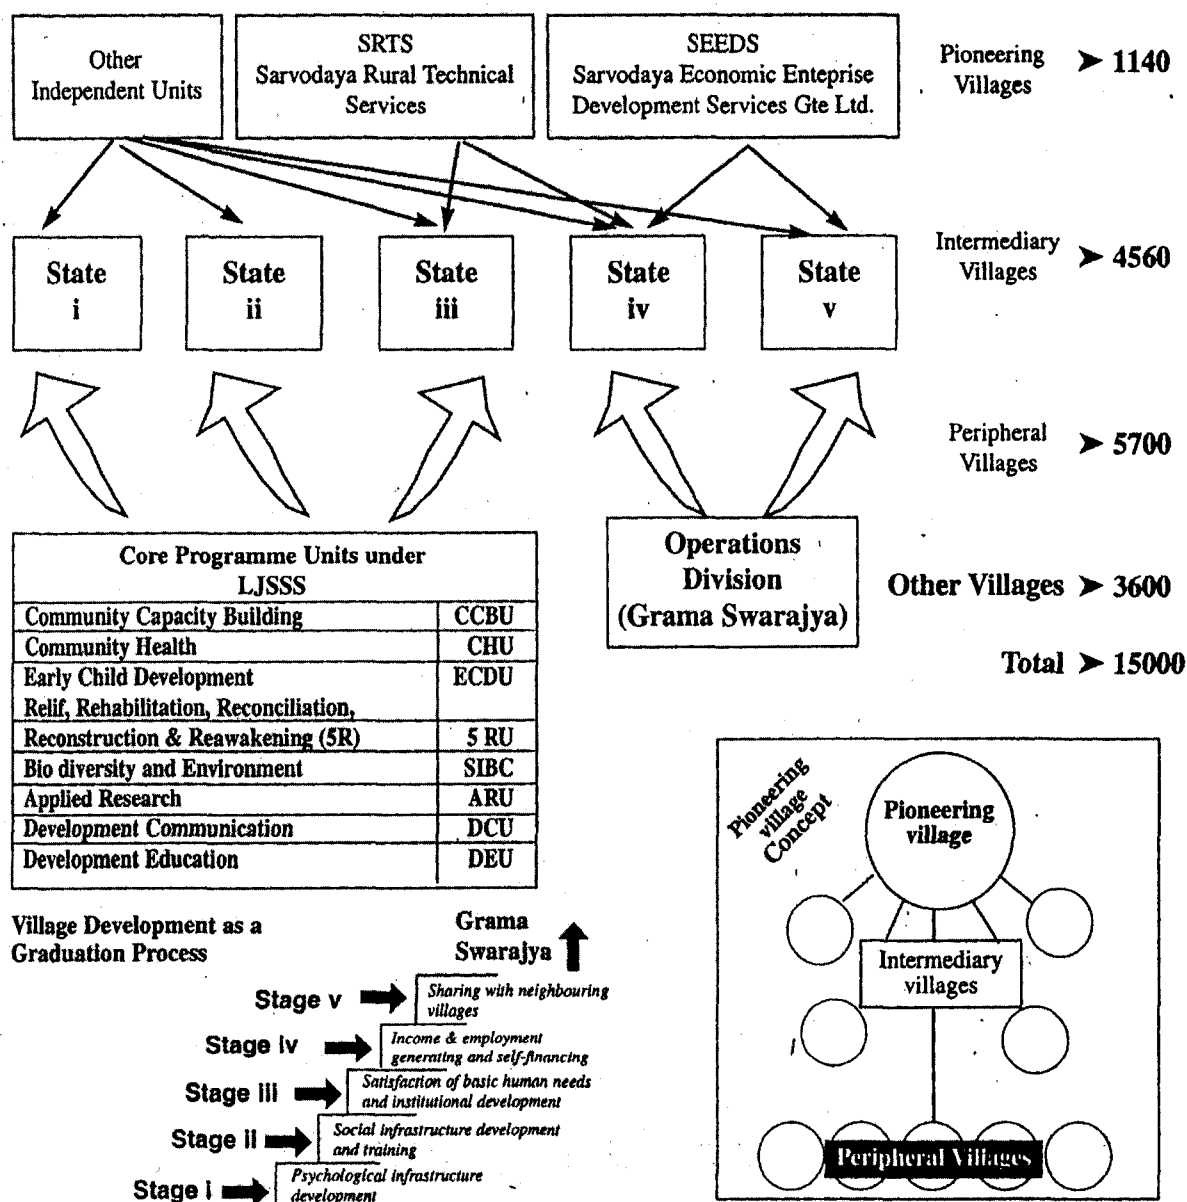 Other
Independent Units
SRTS
Sarvodaya Rural Technical
Services
SEEDS
Sarvodaya Economic Enteprise
Development Services Gte Ltd.
Pioneering
Villages
➤ 1140
State
i
State
ii
State
iii
State
iv
State
v
Intermediary
Villages
➤ 4560
Peripheral
Villages
➤ 5700
Core Programme Units under
LJSSS
Community Capacity Building CCBU
Community Health CHU
Early Child Development ECDU
Relif, Rehabilitation, Reconciliation,
Reconstruction & Reawakening (5R) 5 RU
Bio diversity and Environment SIBC
Applied Research ARU
Development Communication DCU
Development Education DEU
Operations
Division
(Grama Swarajya)
Other Villages ➤ 3600
Total ➤ 15000
Village Development as a
Graduation Process
Grama
Swarajya
Stage v
Sharing with neighbouring
villages
Stage iv
Income & employment
generating and self-financing
Stage iii
Satisfaction of basic human needs
and institutional development
Stage ii
Social infrastructure development
and training
Stage i
Psychological infrastructure
development
Pioneering
village
Concept
Pioneering
village
Intermediary
villages
Peripheral Villages